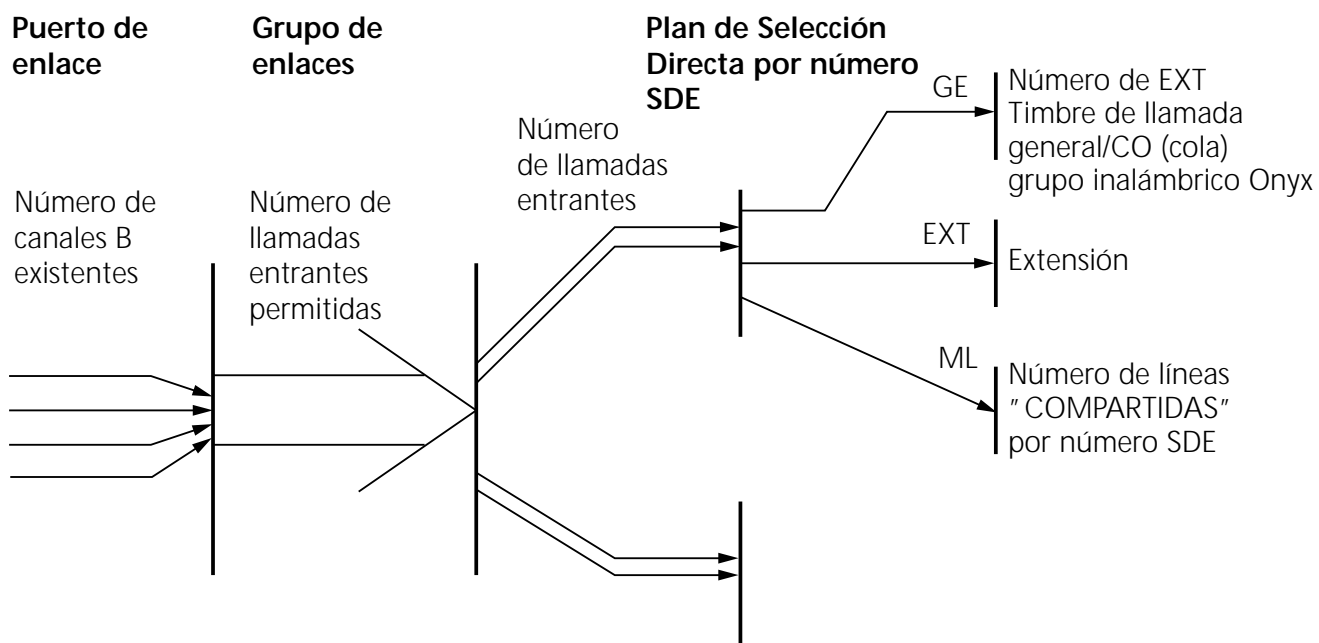 Puerto de
enlace
Grupo de
enlaces
Plan de Selección
Directa por número
SDE
Número de
canales B
existentes
Número de
llamadas
entrantes
permitidas
Número
de llamadas
entrantes
GE
Número de EXT
Timbre de llamada
general/CO (cola)
grupo inalámbrico Onyx
EXT
Extensión
ML
Número de líneas
"COMPARTIDAS"
por número SDE